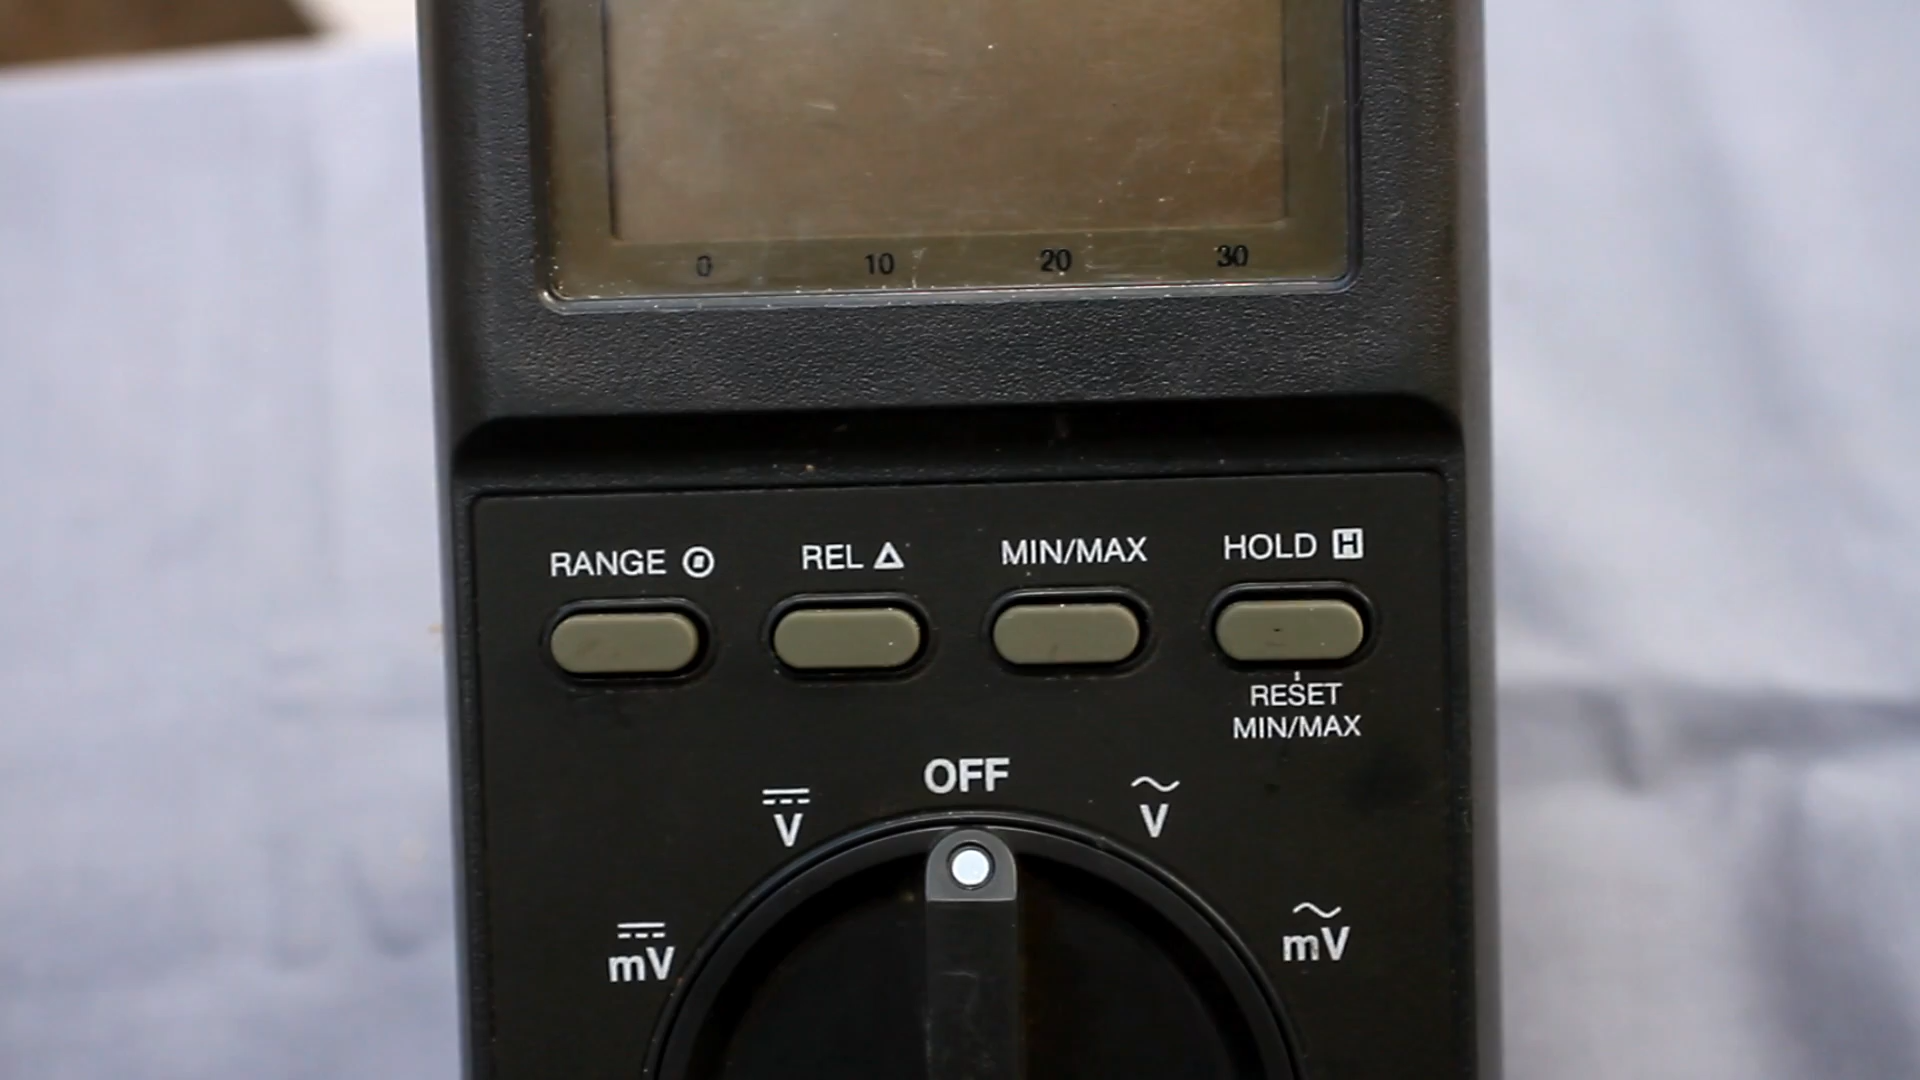 0 10 20 30
RANGE REL △ MIN/MAX HOLD H
RESET
MIN/MAX
OFF
V V
mV mV